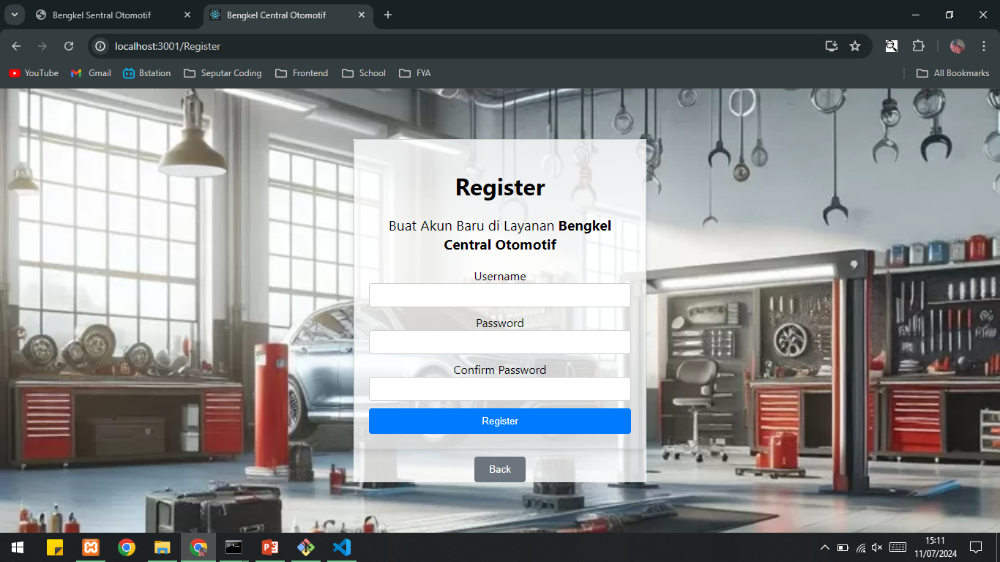 Bengkel Sentral Otomotif
Bengkel Central Otomotif
localhost:3001/Register
YouTube
Gmail
Bstation
Seputar Coding
Frontend
School
FYA
All Bookmarks
Register
Buat Akun Baru di Layanan Bengkel
Central Otomotif
Username
Password
Confirm Password
Register
Back
15:11
11/07/2024